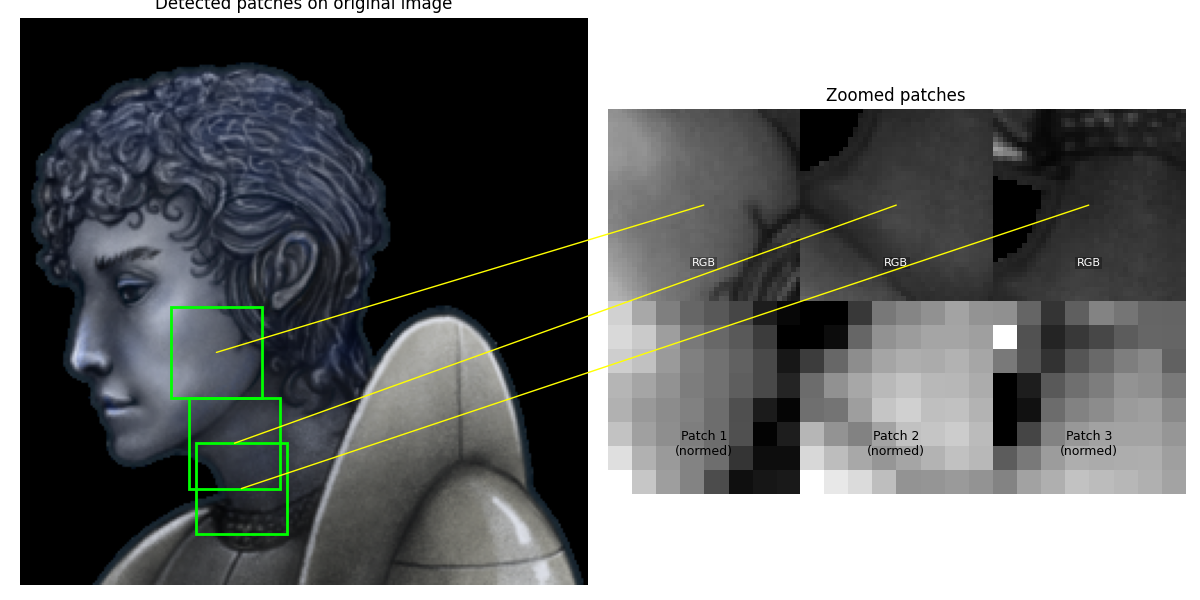 Detected patches on original image
Zoomed patches
RGB
RGB
RGB
Patch 1
(normed)
Patch 2
(normed)
Patch 3
(normed)